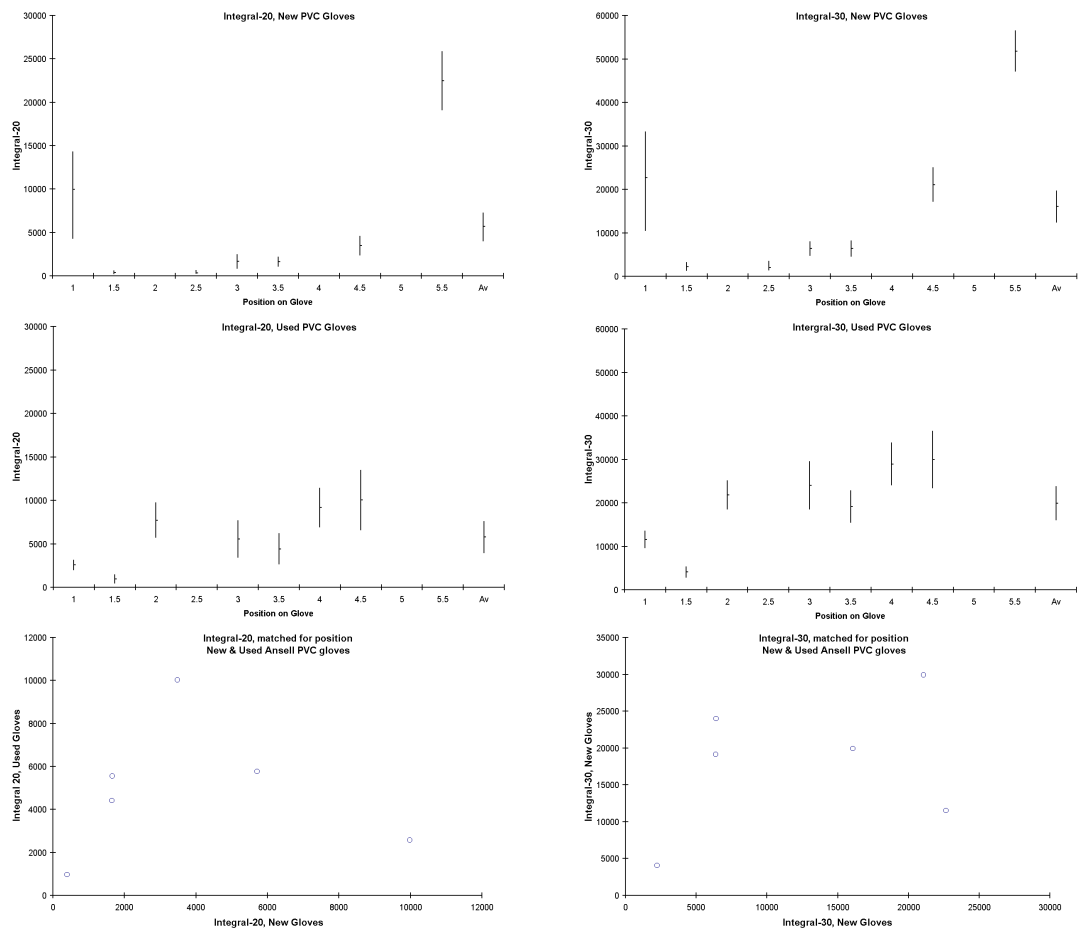 Integral-20, New PVC Gloves
30000
25000
20000
15000
10000
5000
0
Integral-20
1 1.5 2 2.5 3 3.5 4 4.5 5 5.5 Av
Position on Glove
Integral-30, New PVC Gloves
60000
50000
40000
30000
20000
10000
0
Integral-30
1 1.5 2 2.5 3 3.5 4 4.5 5 5.5 Av
Position on Glove
Integral-20, Used PVC Gloves
30000
25000
20000
15000
10000
5000
0
Integral-20
1 1.5 2 2.5 3 3.5 4 4.5 5 5.5 Av
Position on Glove
Intergral-30, Used PVC Gloves
60000
50000
40000
30000
20000
10000
0
Integral-30
1 1.5 2 2.5 3 3.5 4 4.5 5 5.5 Av
Position on Glove
Integral-20, matched for position
New & Used Ansell PVC gloves
12000
10000
8000
6000
4000
2000
0
Integral 20, Used Gloves
0 2000 4000 6000 8000 10000 12000
Integral-20, New Gloves
Integral-30, matched for position
New & Used Ansell PVC gloves
35000
30000
25000
20000
15000
10000
5000
0
Integral-30, New Gloves
0 5000 10000 15000 20000 25000 30000
Integral-30, New Gloves